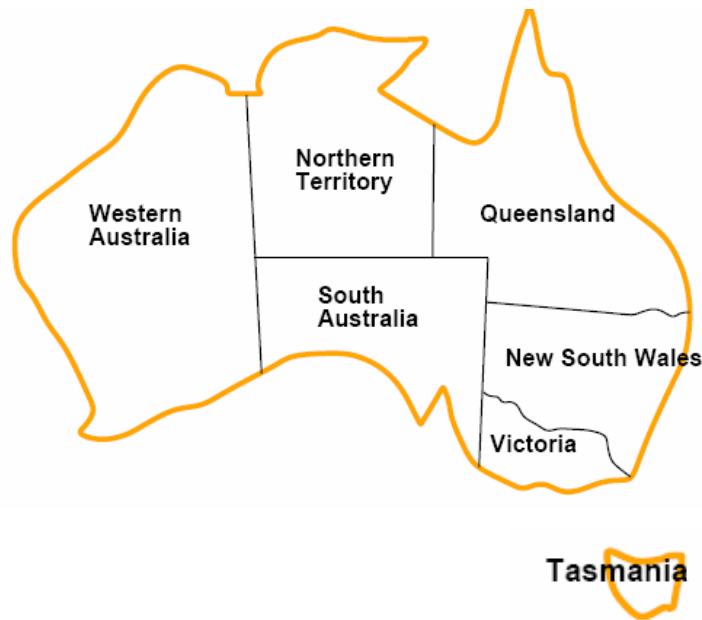 Northern
Territory
Western
Australia
Queensland
South
Australia
New South Wales
Victoria
Tasmania